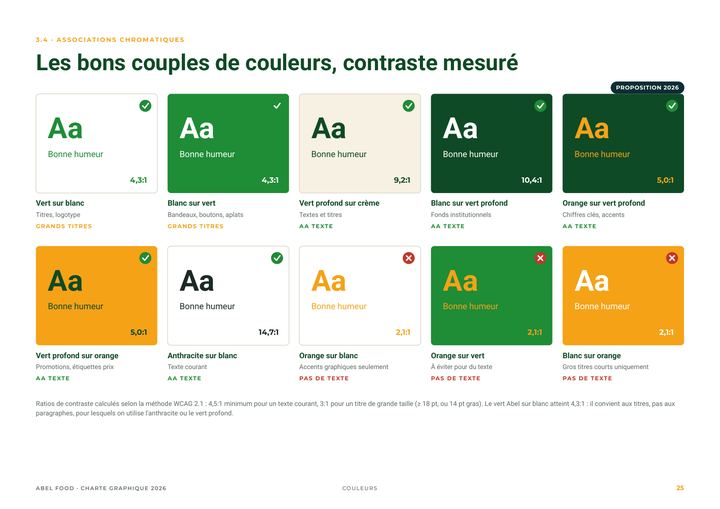 3.4 - ASSOCIATIONS CHROMATIQUES
Les bons couples de couleurs, contraste mesuré
PROPOSITION 2026
Aa
Bonne humeur
4,3:1
Vert sur blanc
Titres, logotype
GRANDS TITRES
Aa
Bonne humeur
4,3:1
Blanc sur vert
Bandeaux, boutons, aplats
GRANDS TITRES
Aa
Bonne humeur
9,2:1
Vert profond sur crème
Textes et titres
AA TEXTE
Aa
Bonne humeur
10,4:1
Blanc sur vert profond
Fonds institutionnels
AA TEXTE
Aa
Bonne humeur
5,0:1
Orange sur vert profond
Chiffres clés, accents
AA TEXTE
Aa
Bonne humeur
5,0:1
Vert profond sur orange
Promotions, étiquettes prix
AA TEXTE
Aa
Bonne humeur
14,7:1
Anthracite sur blanc
Texte courant
AA TEXTE
Aa
Bonne humeur
2,1:1
Orange sur blanc
Accents graphiques seulement
PAS DE TEXTE
Aa
Bonne humeur
2,1:1
Orange sur vert
À éviter pour du texte
PAS DE TEXTE
Aa
Bonne humeur
2,1:1
Blanc sur orange
Gros titres courts uniquement
PAS DE TEXTE
Ratios de contraste calculés selon la méthode WCAG 2.1 : 4,5:1 minimum pour un texte courant, 3:1 pour un titre de grande taille (≥ 18 pt, ou 14 pt gras). Le vert Abel sur blanc atteint 4,3:1 : il convient aux titres, pas aux
paragraphes, pour lesquels on utilise l'anthracite ou le vert profond.
ABEL FOOD - CHARTE GRAPHIQUE 2026
COULEURS
25